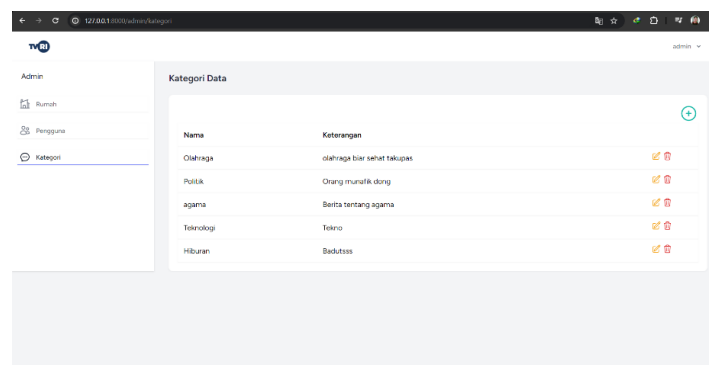 127.0.0.1:8000/admin/kategori
TVRI
admin
Admin
Kategori Data
Rumah
Pengguna
Kategori
Nama Keterangan
Olahraga olahraga biar sehat takupas
Politik Orang munafik dong
agama Berita tentang agama
Teknologi Tekno
Hiburan Badutsss